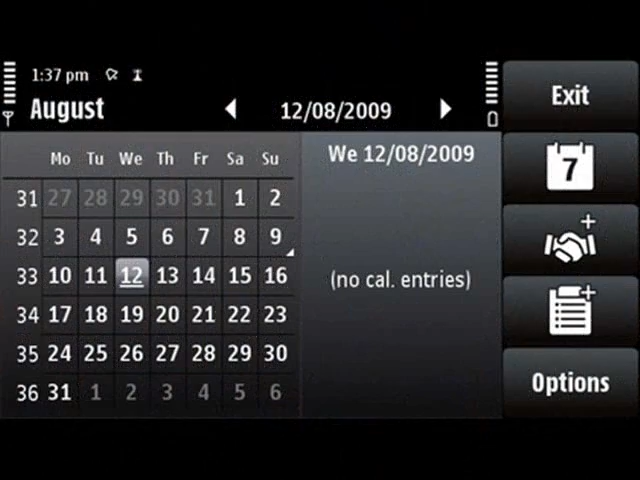 1:37 pm
August
12/08/2009
Exit
Mo Tu We Th Fr Sa Su
We 12/08/2009
7
31 27 28 29 30 31 1 2
32 3 4 5 6 7 8 9
33 10 11 12 13 14 15 16
(no cal. entries)
34 17 18 19 20 21 22 23
35 24 25 26 27 28 29 30
36 31 1 2 3 4 5 6
Options